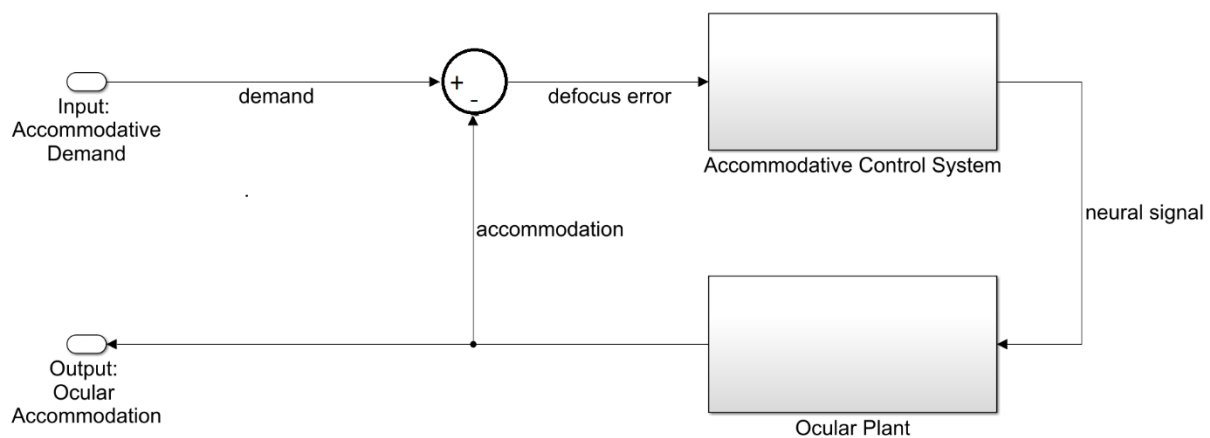 +
-
demand
defocus error
Input:
Accommodative
Demand
Accommodative Control System
neural signal
accommodation
Output:
Ocular
Accommodation
Ocular Plant